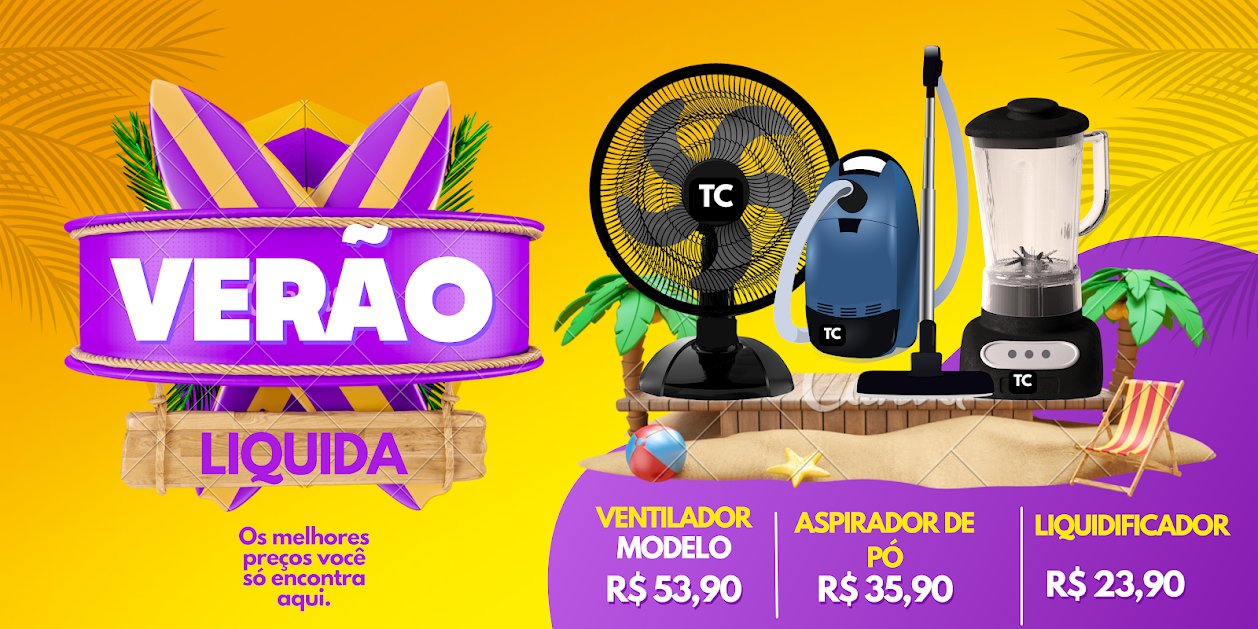 VERÃO
LIQUIDA
Os melhores
preços você
só encontra
aqui.
TC
TC
TC
VENTILADOR
MODELO
R$ 53,90
ASPIRADOR DE
PÓ
R$ 35,90
LIQUIDIFICADOR
R$ 23,90